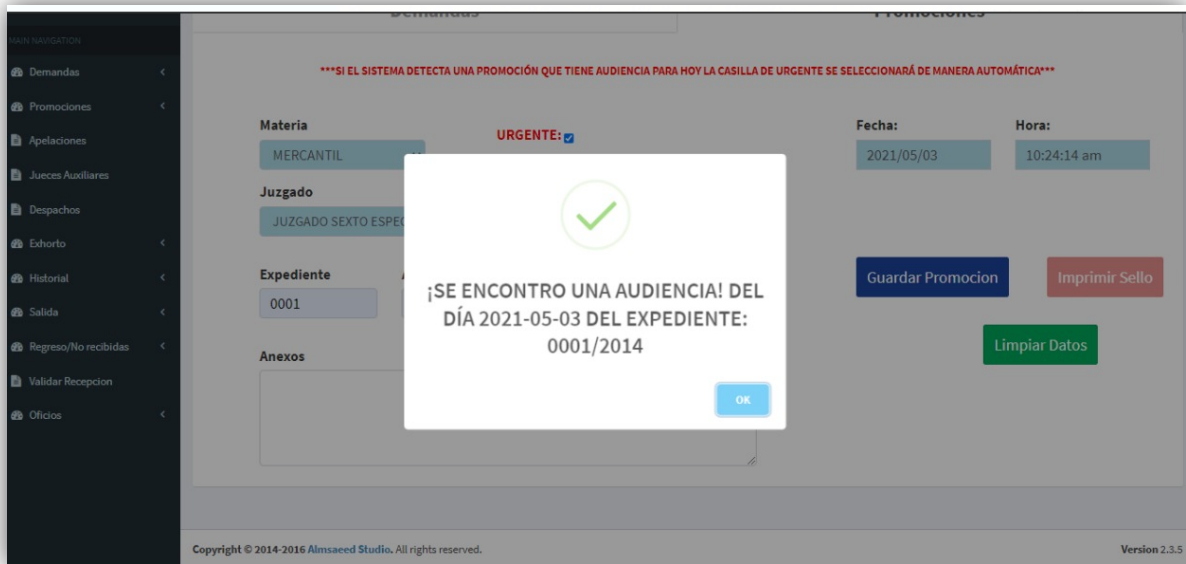 Demandas
Promociones
MAIN NAVIGATION
Demandas
Promociones
Apelaciones
Jueces Auxiliares
Despachos
Exhorto
Historial
Salida
Regreso/No recibidas
Validar Recepcion
Oficios
***SI EL SISTEMA DETECTA UNA PROMOCIÓN QUE TIENE AUDIENCIA PARA HOY LA CASILLA DE URGENTE SE SELECCIONARÁ DE MANERA AUTOMÁTICA***
Materia
MERCANTIL
URGENTE:
Fecha:
2021/05/03
Hora:
10:24:14 am
Juzgado
JUZGADO SEXTO ESPEC
Expediente
0001
Anexos
¡SE ENCONTRO UNA AUDIENCIA! DEL
DÍA 2021-05-03 DEL EXPEDIENTE:
0001/2014
OK
Guardar Promocion
Imprimir Sello
Limpiar Datos
Copyright © 2014-2016 Almsaeed Studio. All rights reserved.
Version 2.3.5